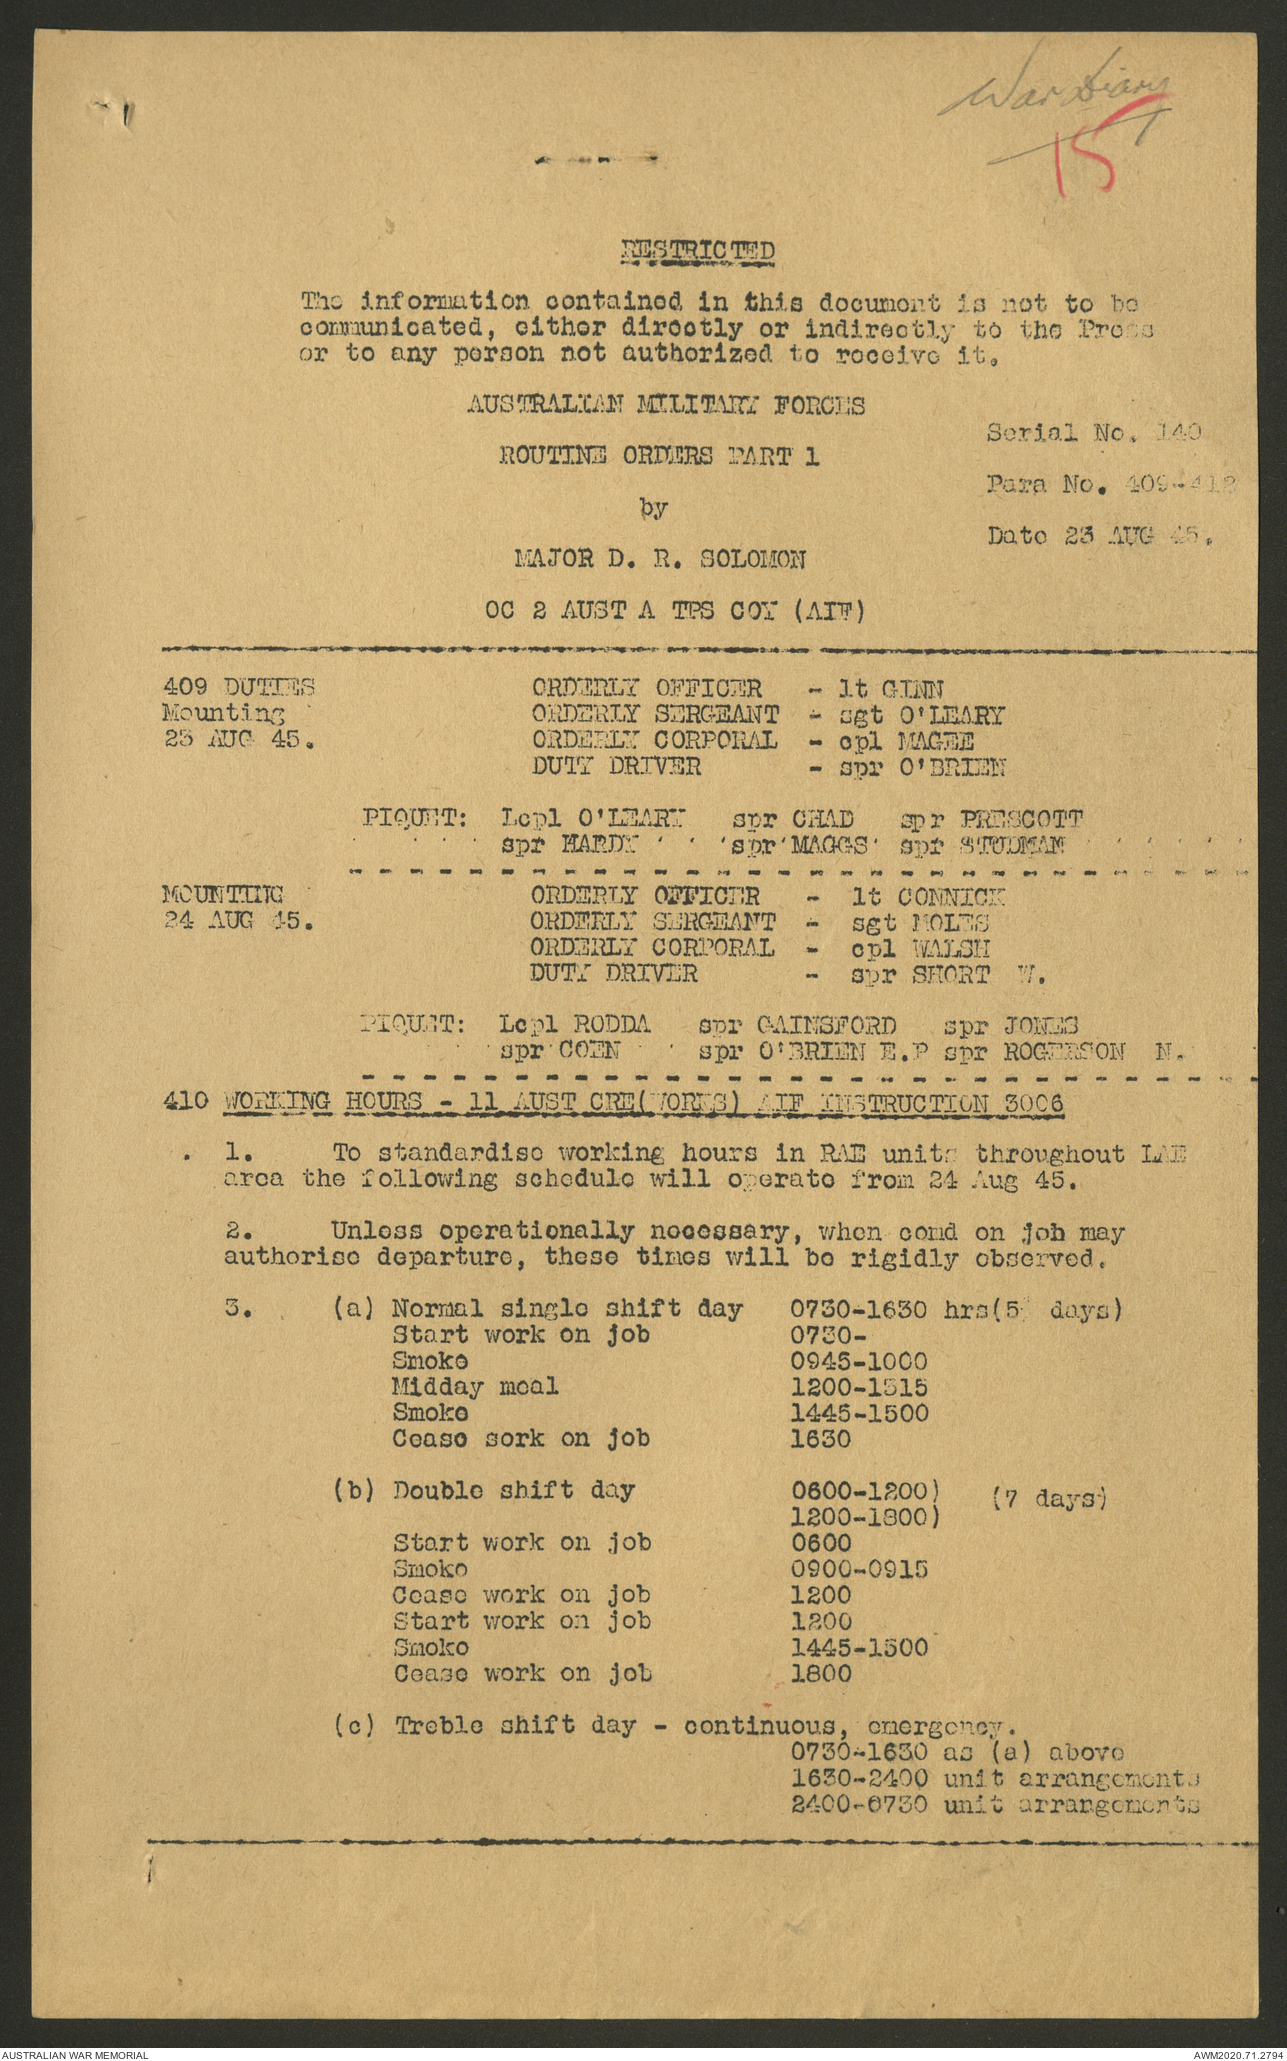 War Diary
15
RESTRICTED
The information contained in this document is not to be
communicated, either directly or indirectly to the Press
or to any person not authorized to receive it.
AUSTRALIAN MILITARY FORCES
Serial No. 140
ROUTINE ORDERS PART 1
Para No. 409-418
by
Date 23 AUG 45.
MAJOR D. R. SOLOMON
OC 2 AUST A TPS COY (AIF)
409 DUTIES ORDERLY OFFICER - lt GINN
Mounting ORDERLY SERGEANT - sgt O'LEARY
23 AUG 45. ORDERLY CORPORAL - cpl MAGEE
DUTY DRIVER - spr O'BRIEN
PIQUET: Lcpl O'LEARY spr CHAD spr PRESCOTT
spr HARDY spr MAGGS spr STUDMAN
MOUNTING ORDERLY OFFICER - lt CONNICK
24 AUG 45. ORDERLY SERGEANT - sgt MOLES
ORDERLY CORPORAL - cpl WALSH
DUTY DRIVER - spr SHORT W.
PIQUET: Lcpl RODDA spr GAINSFORD spr JONES
spr COEN spr O'BRIEN E.P spr ROGERSON N.
410 WORKING HOURS - 11 AUST CRE(WORKS) AIF INSTRUCTION 3006
1. To standardise working hours in RAE units throughout LAE
area the following schedule will operate from 24 Aug 45.
2. Unless operationally necessary, when comd on job may
authorise departure, these times will be rigidly observed.
3. (a) Normal single shift day 0730-1630 hrs(5 days)
Start work on job 0730-
Smoko 0945-1000
Midday meal 1200-1315
Smoko 1445-1500
Cease sork on job 1630
(b) Double shift day 0600-1200) (7 days)
1200-1800)
Start work on job 0600
Smoko 0900-0915
Cease work on job 1200
Start work on job 1200
Smoko 1445-1500
Cease work on job 1800
(c) Treble shift day - continuous, emergency.
0730-1630 as (a) above
1630-2400 unit arrangements
2400-0730 unit arrangements
AUSTRALIAN WAR MEMORIAL
AWM2020.71.2794